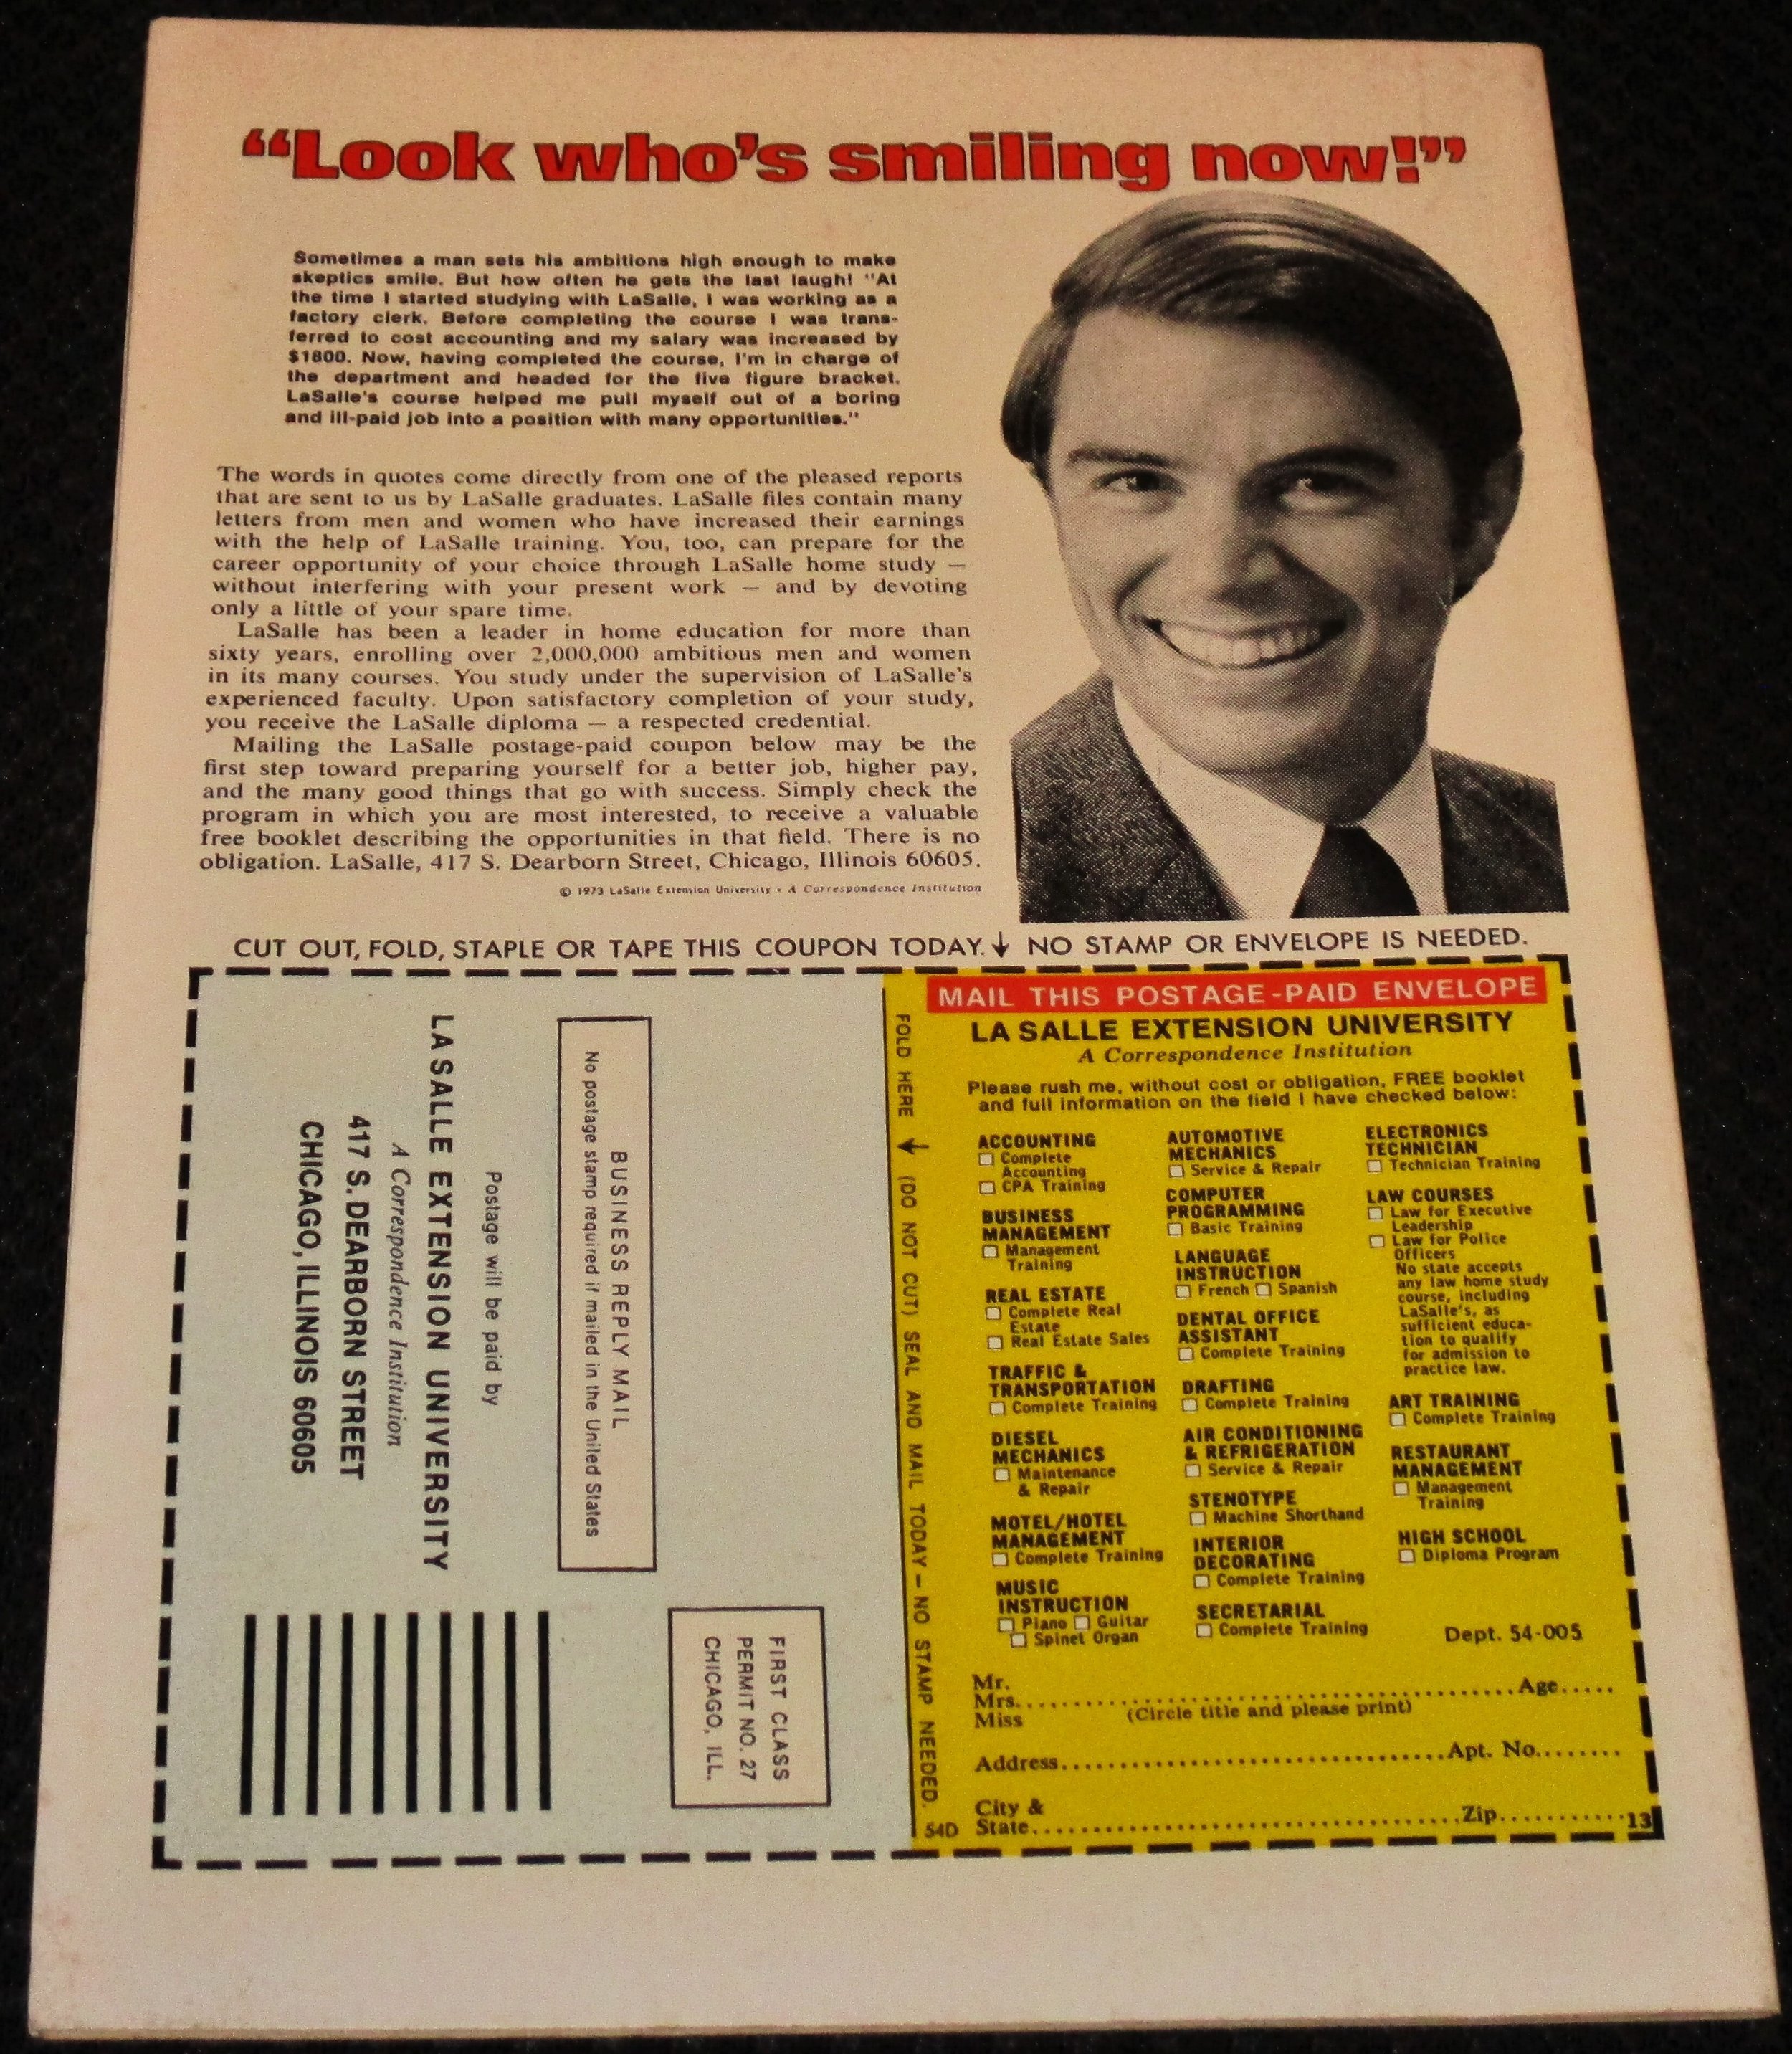 “Look who's smiling now!”
Sometimes a man sets his ambitions high enough to make
skeptics smile. But how often he gets the last laugh! "At
the time I started studying with LaSalle, I was working as a
factory clerk. Before completing the course I was trans-
ferred to cost accounting and my salary was increased by
$1800. Now, having completed the course, I'm in charge of
the department and headed for the five figure bracket.
LaSalle's course helped me pull myself out of a boring
and ill-paid job into a position with many opportunities."
The words in quotes come directly from one of the pleased reports
that are sent to us by LaSalle graduates. LaSalle files contain many
letters from men and women who have increased their earnings
with the help of LaSalle training. You, too, can prepare for the
career opportunity of your choice through LaSalle home study —
without interfering with your present work — and by devoting
only a little of your spare time.
LaSalle has been a leader in home education for more than
sixty years, enrolling over 2,000,000 ambitious men and women
in its many courses. You study under the supervision of LaSalle's
experienced faculty. Upon satisfactory completion of your study,
you receive the LaSalle diploma — a respected credential.
Mailing the LaSalle postage-paid coupon below may be the
first step toward preparing yourself for a better job, higher pay,
and the many good things that go with success. Simply check the
program in which you are most interested, to receive a valuable
free booklet describing the opportunities in that field. There is no
obligation. LaSalle, 417 S. Dearborn Street, Chicago, Illinois 60605.
© 1973 LaSalle Extension University • A Correspondence Institution
CUT OUT, FOLD, STAPLE OR TAPE THIS COUPON TODAY. ↓ NO STAMP OR ENVELOPE IS NEEDED.
FIRST CLASS
PERMIT NO. 27
CHICAGO, ILL.
BUSINESS REPLY MAIL
No postage stamp required if mailed in the United States
Postage will be paid by
LA SALLE EXTENSION UNIVERSITY
A Correspondence Institution
417 S. DEARBORN STREET
CHICAGO, ILLINOIS 60605
FOLD HERE ↓ (DO NOT CUT) SEAL AND MAIL TODAY — NO STAMP NEEDED.
MAIL THIS POSTAGE-PAID ENVELOPE
LA SALLE EXTENSION UNIVERSITY
A Correspondence Institution
Please rush me, without cost or obligation, FREE booklet
and full information on the field I have checked below:
ACCOUNTING
☐ Complete
Accounting
☐ CPA Training
BUSINESS
MANAGEMENT
☐ Management
Training
REAL ESTATE
☐ Complete Real
Estate
☐ Real Estate Sales
TRAFFIC &
TRANSPORTATION
☐ Complete Training
DIESEL
MECHANICS
☐ Maintenance
& Repair
MOTEL/HOTEL
MANAGEMENT
☐ Complete Training
MUSIC
INSTRUCTION
☐ Piano ☐ Guitar
☐ Spinet Organ
AUTOMOTIVE
MECHANICS
☐ Service & Repair
COMPUTER
PROGRAMMING
☐ Basic Training
LANGUAGE
INSTRUCTION
☐ French ☐ Spanish
DENTAL OFFICE
ASSISTANT
☐ Complete Training
DRAFTING
☐ Complete Training
AIR CONDITIONING
& REFRIGERATION
☐ Service & Repair
STENOTYPE
☐ Machine Shorthand
INTERIOR
DECORATING
☐ Complete Training
SECRETARIAL
☐ Complete Training
ELECTRONICS
TECHNICIAN
☐ Technician Training
LAW COURSES
☐ Law for Executive
Leadership
☐ Law for Police
Officers
No state accepts
any law home study
course, including
LaSalle's, as
sufficient educa-
tion to qualify
for admission to
practice law.
ART TRAINING
☐ Complete Training
RESTAURANT
MANAGEMENT
☐ Management
Training
HIGH SCHOOL
☐ Diploma Program
Dept. 54-005
Mr.
Mrs. Age
Miss (Circle title and please print)
Address Apt. No.
City &
State Zip 13
54D